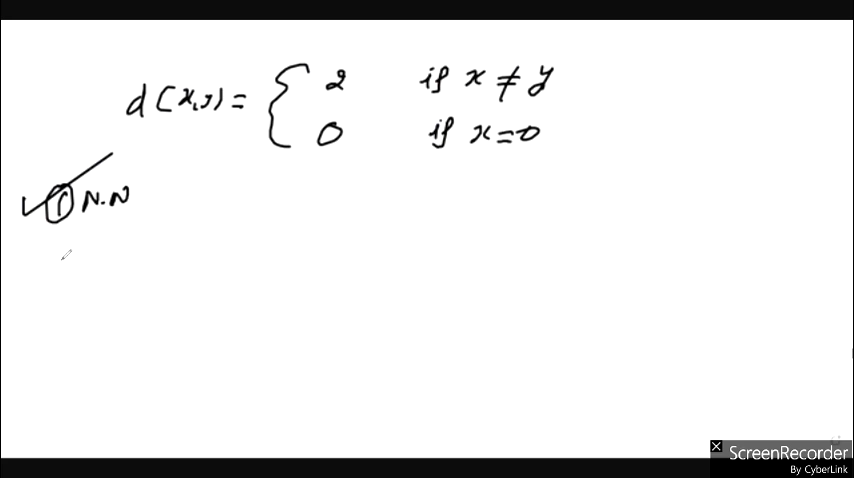 d(x,y) = { 2 if x ≠ y
0 if x=0
① N.N
ScreenRecorder
By CyberLink